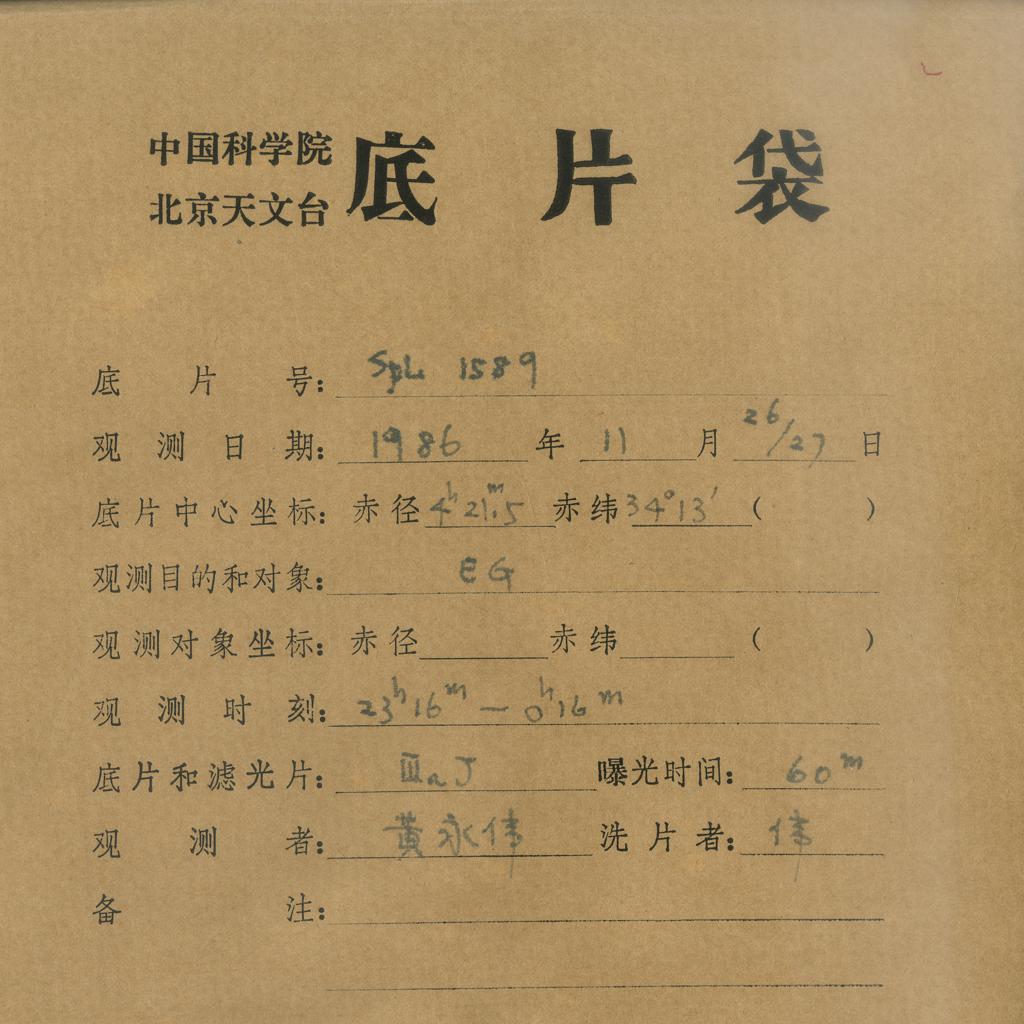 中国科学院
北京天文台
底片袋
底片号： SpL 1589
观测日期： 1986 年 11 月 26/27 日
底片中心坐标： 赤径 4ʰ21ᵐ.5 赤纬 34°13′ （ ）
观测目的和对象： EG
观测对象坐标： 赤径 赤纬 （ ）
观测时刻： 23ʰ16ᵐ — 0ʰ16ᵐ
底片和滤光片： ⅢaJ 曝光时间： 60ᵐ
观测者： 黄永伟 洗片者： 伟
备注：